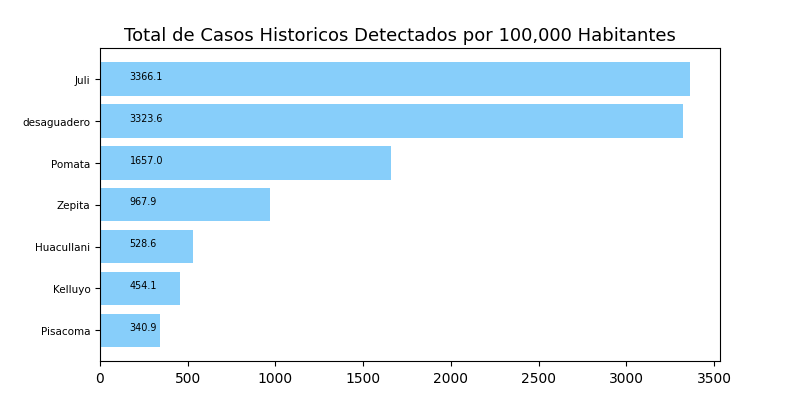 Total de Casos Historicos Detectados por 100,000 Habitantes
Juli 3366.1
desaguadero 3323.6
Pomata 1657.0
Zepita 967.9
Huacullani 528.6
Kelluyo 454.1
Pisacoma 340.9
0 500 1000 1500 2000 2500 3000 3500